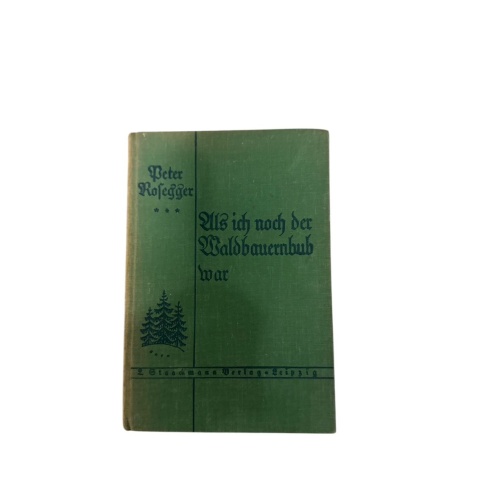 Peter
Rosegger
* * *
Als ich noch der
Waldbauernbub
war
L. Staackmann Verlag • Leipzig